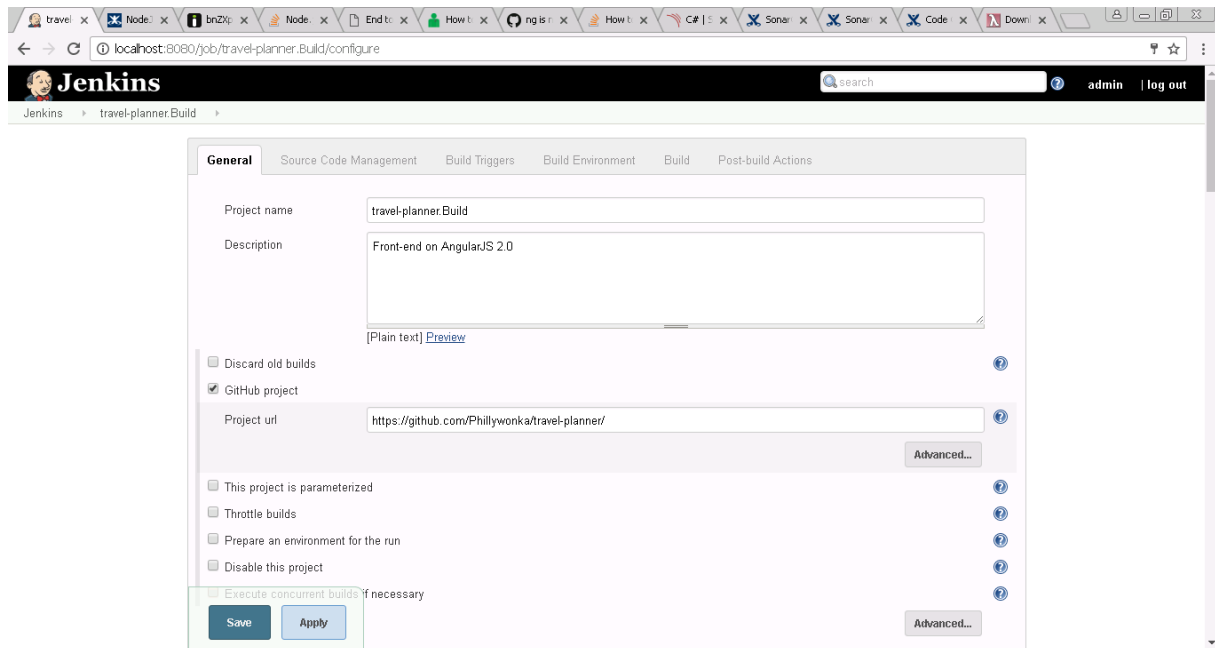 travel
Node.
bnZXp
Node.
End to
How t
ng is n
How t
C# | S
Sonar
Sonar
Code
Down
localhost:8080/job/travel-planner.Build/configure
Jenkins
search
admin
| log out
Jenkins
travel-planner.Build
General
Source Code Management
Build Triggers
Build Environment
Build
Post-build Actions
Project name
travel-planner.Build
Description
Front-end on AngularJS 2.0
[Plain text] Preview
Discard old builds
GitHub project
Project url
https://github.com/Phillywonka/travel-planner/
Advanced...
This project is parameterized
Throttle builds
Prepare an environment for the run
Disable this project
Execute concurrent builds if necessary
Save
Apply
Advanced...